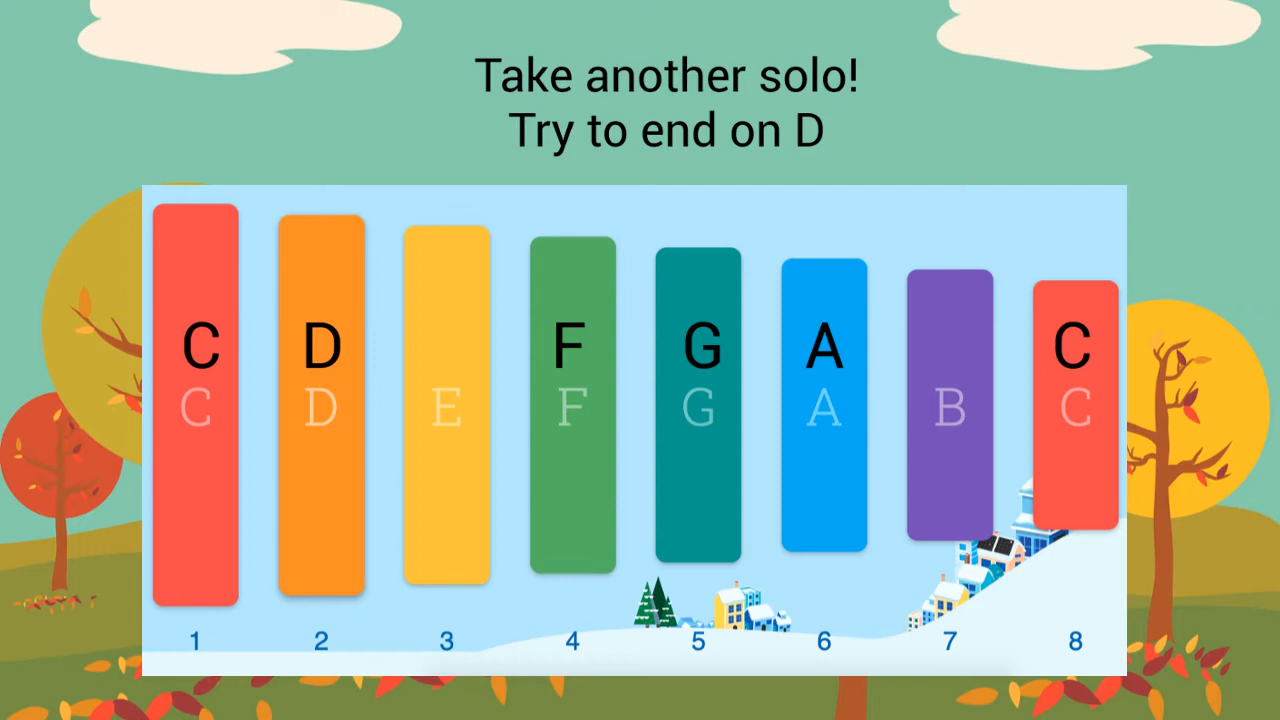 Take another solo!
Try to end on D
C D F G A C
C D E F G A B C
1 2 3 4 5 6 7 8